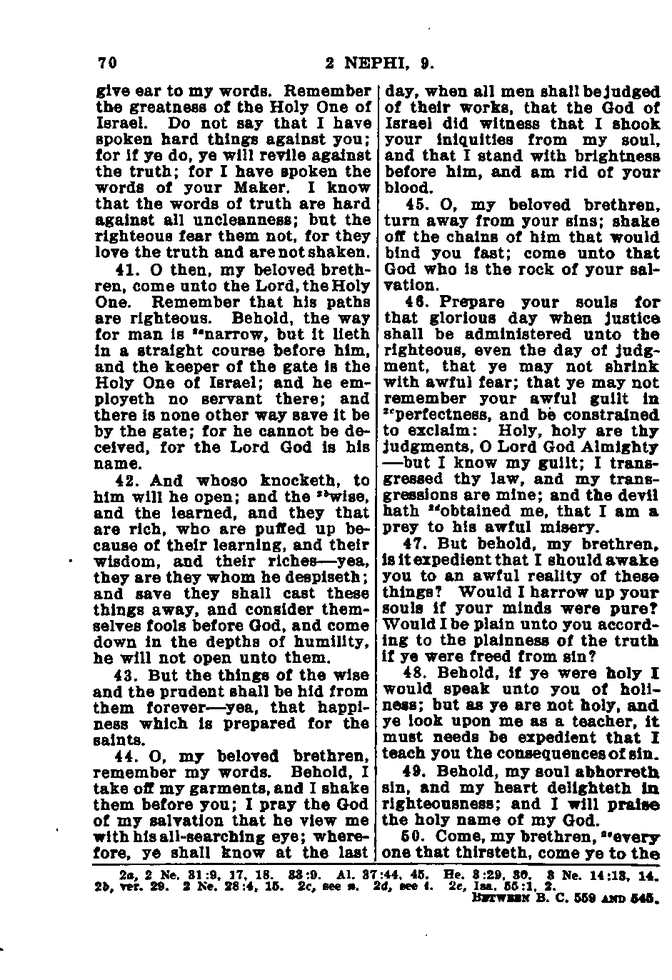 70
2 NEPHI, 9.
give ear to my words. Remember
the greatness of the Holy One of
Israel. Do not say that I have
spoken hard things against you;
for if ye do, ye will revile against
the truth; for I have spoken the
words of your Maker. I know
that the words of truth are hard
against all uncleanness; but the
righteous fear them not, for they
love the truth and are not shaken.
41. O then, my beloved breth-
ren, come unto the Lord, the Holy
One. Remember that his paths
are righteous. Behold, the way
for man is 2anarrow, but it lieth
in a straight course before him,
and the keeper of the gate is the
Holy One of Israel; and he em-
ployeth no servant there; and
there is none other way save it be
by the gate; for he cannot be de-
ceived, for the Lord God is his
name.
42. And whoso knocketh, to
him will he open; and the 2bwise,
and the learned, and they that
are rich, who are puffed up be-
cause of their learning, and their
wisdom, and their riches—yea,
they are they whom he despiseth;
and save they shall cast these
things away, and consider them-
selves fools before God, and come
down in the depths of humility,
he will not open unto them.
43. But the things of the wise
and the prudent shall be hid from
them forever—yea, that happi-
ness which is prepared for the
saints.
44. O, my beloved brethren,
remember my words. Behold, I
take off my garments, and I shake
them before you; I pray the God
of my salvation that he view me
with his all-searching eye; where-
fore, ye shall know at the last
day, when all men shall be judged
of their works, that the God of
Israel did witness that I shook
your iniquities from my soul,
and that I stand with brightness
before him, and am rid of your
blood.
45. O, my beloved brethren,
turn away from your sins; shake
off the chains of him that would
bind you fast; come unto that
God who is the rock of your sal-
vation.
46. Prepare your souls for
that glorious day when justice
shall be administered unto the
righteous, even the day of judg-
ment, that ye may not shrink
with awful fear; that ye may not
remember your awful guilt in
2cperfectness, and be constrained
to exclaim: Holy, holy are thy
judgments, O Lord God Almighty
—but I know my guilt; I trans-
gressed thy law, and my trans-
gressions are mine; and the devil
hath 2dobtained me, that I am a
prey to his awful misery.
47. But behold, my brethren,
is it expedient that I should awake
you to an awful reality of these
things? Would I harrow up your
souls if your minds were pure?
Would I be plain unto you accord-
ing to the plainness of the truth
if ye were freed from sin?
48. Behold, if ye were holy I
would speak unto you of holi-
ness; but as ye are not holy, and
ye look upon me as a teacher, it
must needs be expedient that I
teach you the consequences of sin.
49. Behold, my soul abhorreth
sin, and my heart delighteth in
righteousness; and I will praise
the holy name of my God.
50. Come, my brethren, 2eevery
one that thirsteth, come ye to the
2a, 2 Ne. 31:9, 17, 18. 33:9. Al. 37:44, 45. He. 3:29, 30. 3 Ne. 14:13, 14.
2b, ver. 29. 2 Ne. 28:4, 15. 2c, see n. 2d, see i. 2e, Isa. 55:1, 2.
BETWEEN B. C. 559 AND 545.